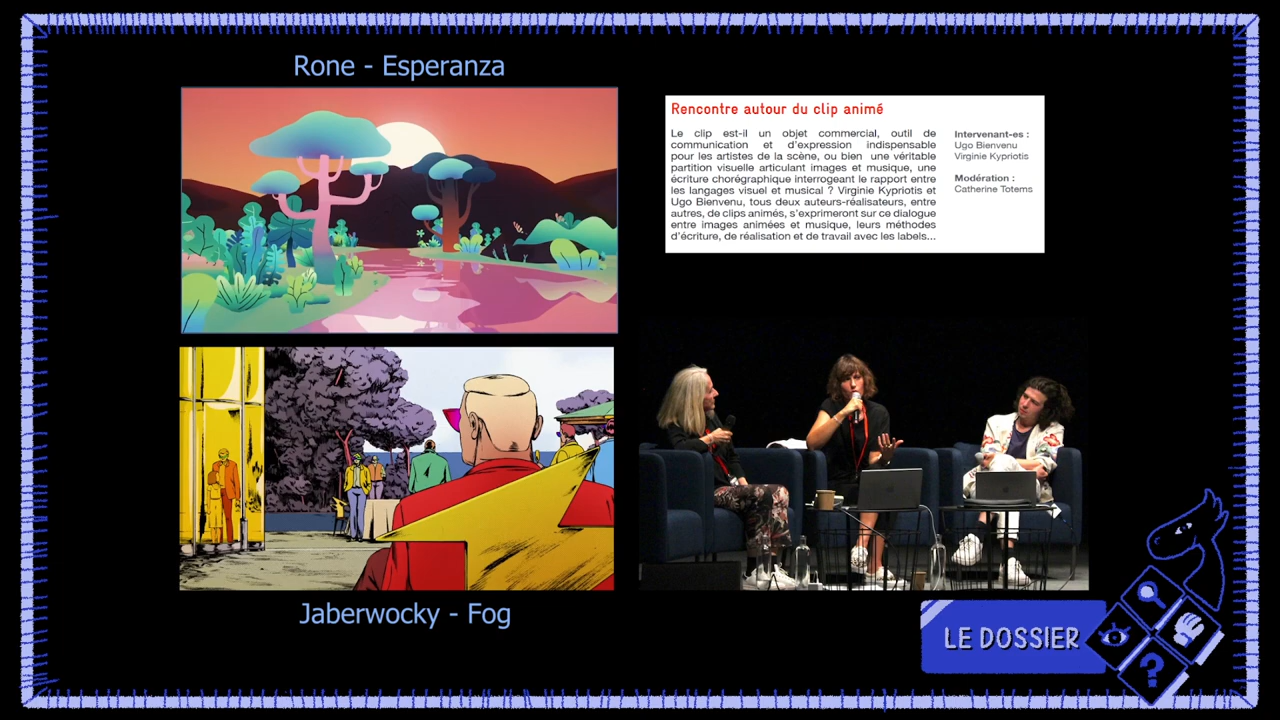 Rone - Esperanza
Rencontre autour du clip animé
Le clip est-il un objet commercial, outil de
communication et d'expression indispensable
pour les artistes de la scène, ou bien une véritable
partition visuelle articulant images et musique, une
écriture chorégraphique interrogeant le rapport entre
les langages visuel et musical ? Virginie Kypriotis et
Ugo Bienvenu, tous deux auteurs-réalisateurs, entre
autres, de clips animés, s'exprimeront sur ce dialogue
entre images animées et musique, leurs méthodes
d'écriture, de réalisation et de travail avec les labels...
Intervenant-es :
Ugo Bienvenu
Virginie Kypriotis
Modération :
Catherine Totems
Jaberwocky - Fog
LE DOSSIER
?